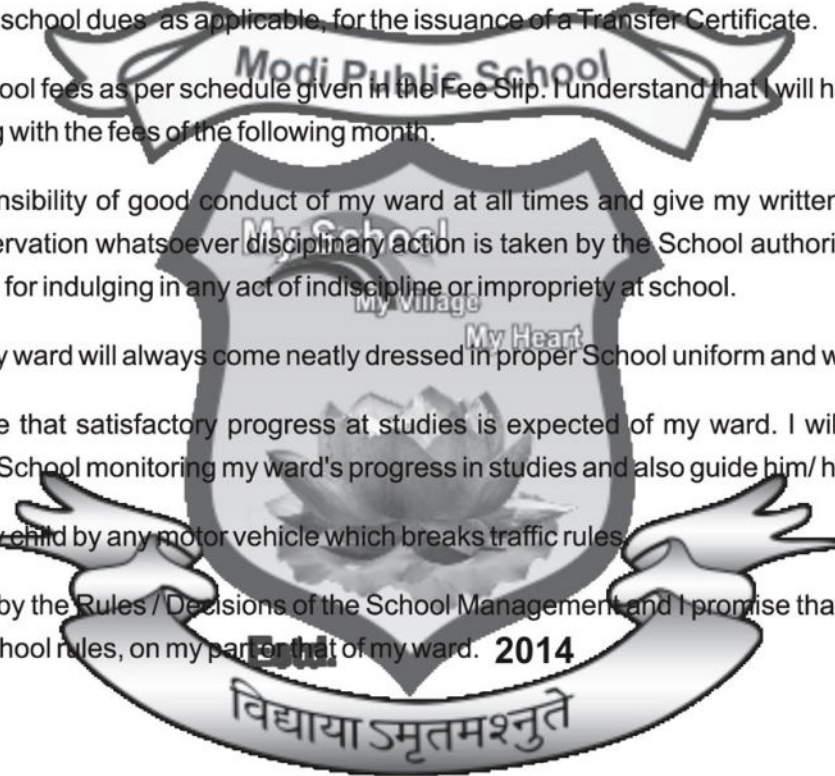 school dues as applicable, for the issuance of a Transfer Certificate.
Modi Public School
ool fees as per schedule given in the Fee Slip. I understand that I will h
g with the fees of the following month.
nsibility of good conduct of my ward at all times and give my written
My School
ervation whatsoever disciplinary action is taken by the School authori
for indulging in any act of indiscipline or impropriety at school.
My Village
My Heart
y ward will always come neatly dressed in proper School uniform and w
e that satisfactory progress at studies is expected of my ward. I wil
School monitoring my ward's progress in studies and also guide him/ h
y child by any motor vehicle which breaks traffic rules.
by the Rules / Decisions of the School Management and I promise tha
hool rules, on my part or that of my ward.
Estd. 2014
विद्याया ऽमृतमश्नुते